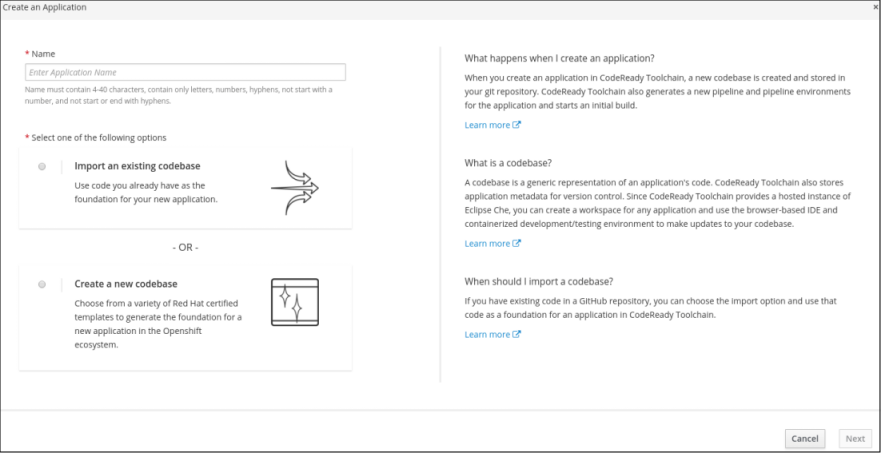 Create an Application
×
* Name
Enter Application Name
Name must contain 4-40 characters, contain only letters, numbers, hyphens, not start with a
number, and not start or end with hyphens.
* Select one of the following options
Import an existing codebase
Use code you already have as the
foundation for your new application.
- OR -
Create a new codebase
Choose from a variety of Red Hat certified
templates to generate the foundation for a
new application in the Openshift
ecosystem.
What happens when I create an application?
When you create an application in CodeReady Toolchain, a new codebase is created and stored in
your git repository. CodeReady Toolchain also generates a new pipeline and pipeline environments
for the application and starts an initial build.
Learn more
What is a codebase?
A codebase is a generic representation of an application's code. CodeReady Toolchain also stores
application metadata for version control. Since CodeReady Toolchain provides a hosted instance of
Eclipse Che, you can create a workspace for any application and use the browser-based IDE and
containerized development/testing environment to make updates to your codebase.
Learn more
When should I import a codebase?
If you have existing code in a GitHub repository, you can choose the import option and use that
code as a foundation for an application in CodeReady Toolchain.
Learn more
Cancel
Next